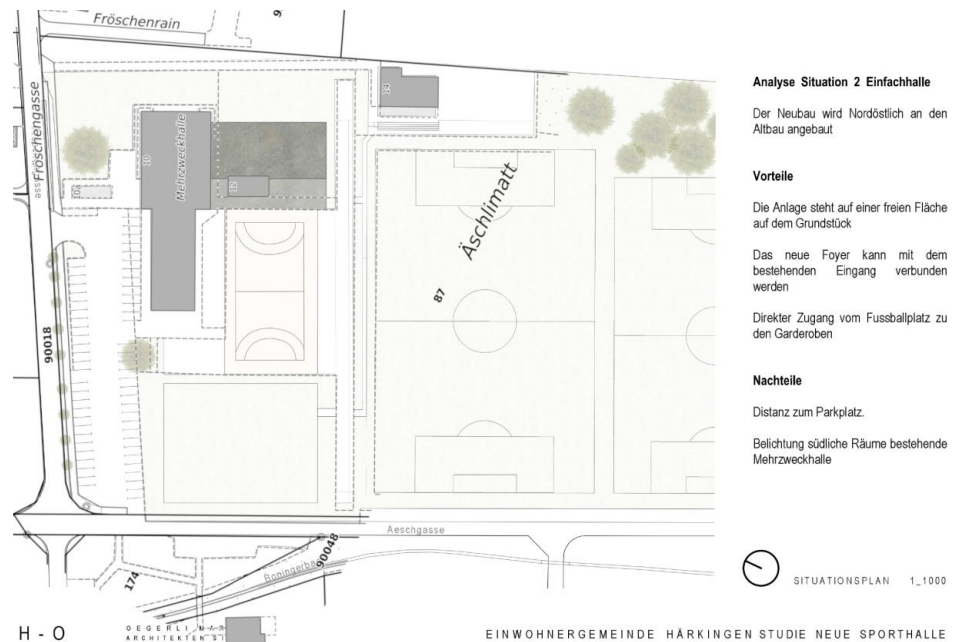 Fröschenrain
Fröschengasse
Mehrzweckhalle
10
12
14
Äschlimatt
87
90018
Aeschgasse
90048
174
Analyse Situation 2 Einfachhalle
Der Neubau wird Nordöstlich an den
Altbau angebaut
Vorteile
Die Anlage steht auf einer freien Fläche
auf dem Grundstück
Das neue Foyer kann mit dem
bestehenden Eingang verbunden
werden
Direkter Zugang vom Fussballplatz zu
den Garderoben
Nachteile
Distanz zum Parkplatz.
Belichtung südliche Räume bestehende
Mehrzweckhalle
SITUATIONSPLAN 1_1000
H - O
OEGERLI
ARCHITEKTEN
EINWOHNERGEMEINDE HÄRKINGEN STUDIE NEUE SPORTHALLE